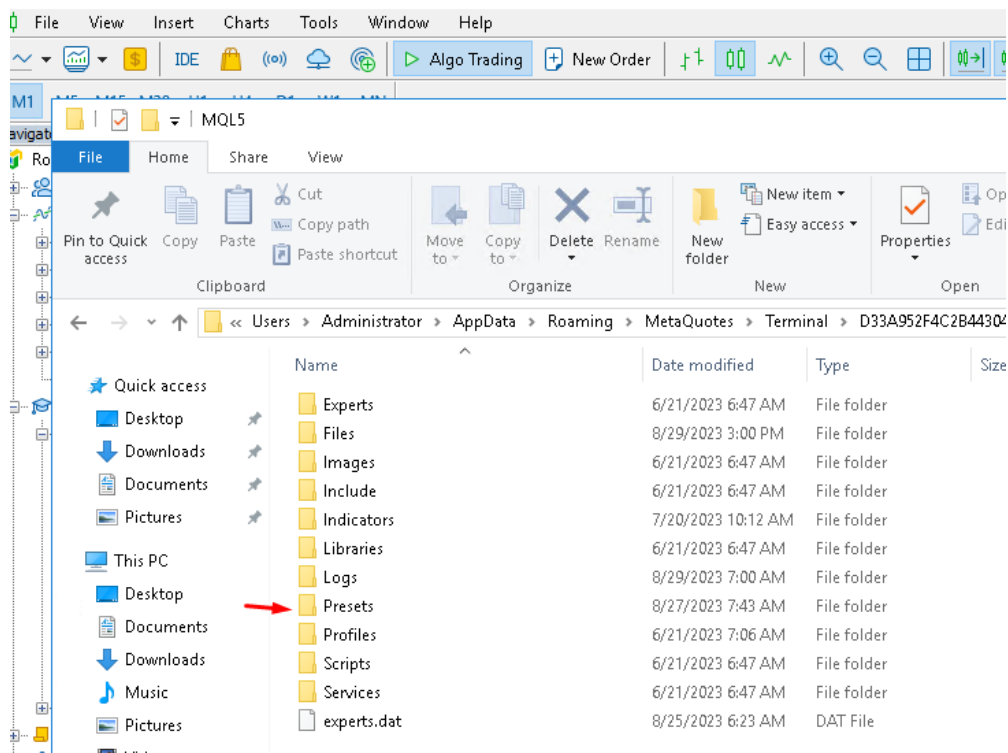 File View Insert Charts Tools Window Help
IDE Algo Trading New Order
M1
MQL5
File Home Share View
Pin to Quick access
Copy
Paste
Cut
Copy path
Paste shortcut
Clipboard
Move to
Copy to
Delete
Rename
Organize
New folder
New item
Easy access
New
Properties
Open
« Users > Administrator > AppData > Roaming > MetaQuotes > Terminal > D33A952F4C2B44304
Name Date modified Type Size
Quick access
Desktop
Downloads
Documents
Pictures
This PC
Desktop
Documents
Downloads
Music
Pictures
Experts 6/21/2023 6:47 AM File folder
Files 8/29/2023 3:00 PM File folder
Images 6/21/2023 6:47 AM File folder
Include 6/21/2023 6:47 AM File folder
Indicators 7/20/2023 10:12 AM File folder
Libraries 6/21/2023 6:47 AM File folder
Logs 8/29/2023 7:00 AM File folder
Presets 8/27/2023 7:43 AM File folder
Profiles 6/21/2023 7:06 AM File folder
Scripts 6/21/2023 6:47 AM File folder
Services 6/21/2023 6:47 AM File folder
experts.dat 8/25/2023 6:23 AM DAT File